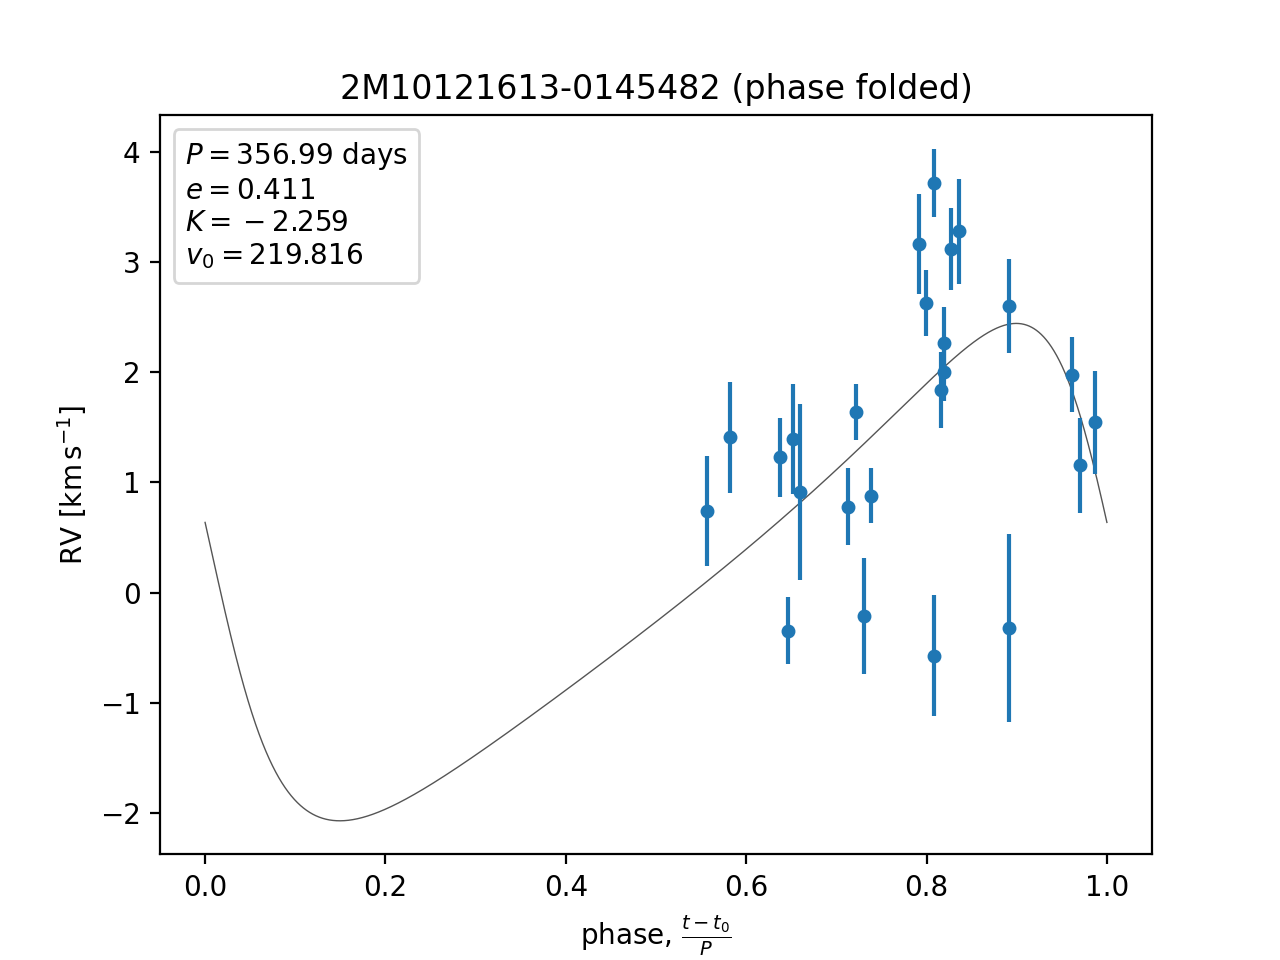 2M10121613-0145482 (phase folded)
P = 356.99 days
e = 0.411
K = −2.259
v₀ = 219.816
4
3
2
1
0
−1
−2
RV [km s⁻¹]
0.0 0.2 0.4 0.6 0.8 1.0
phase, (t − t₀)/P